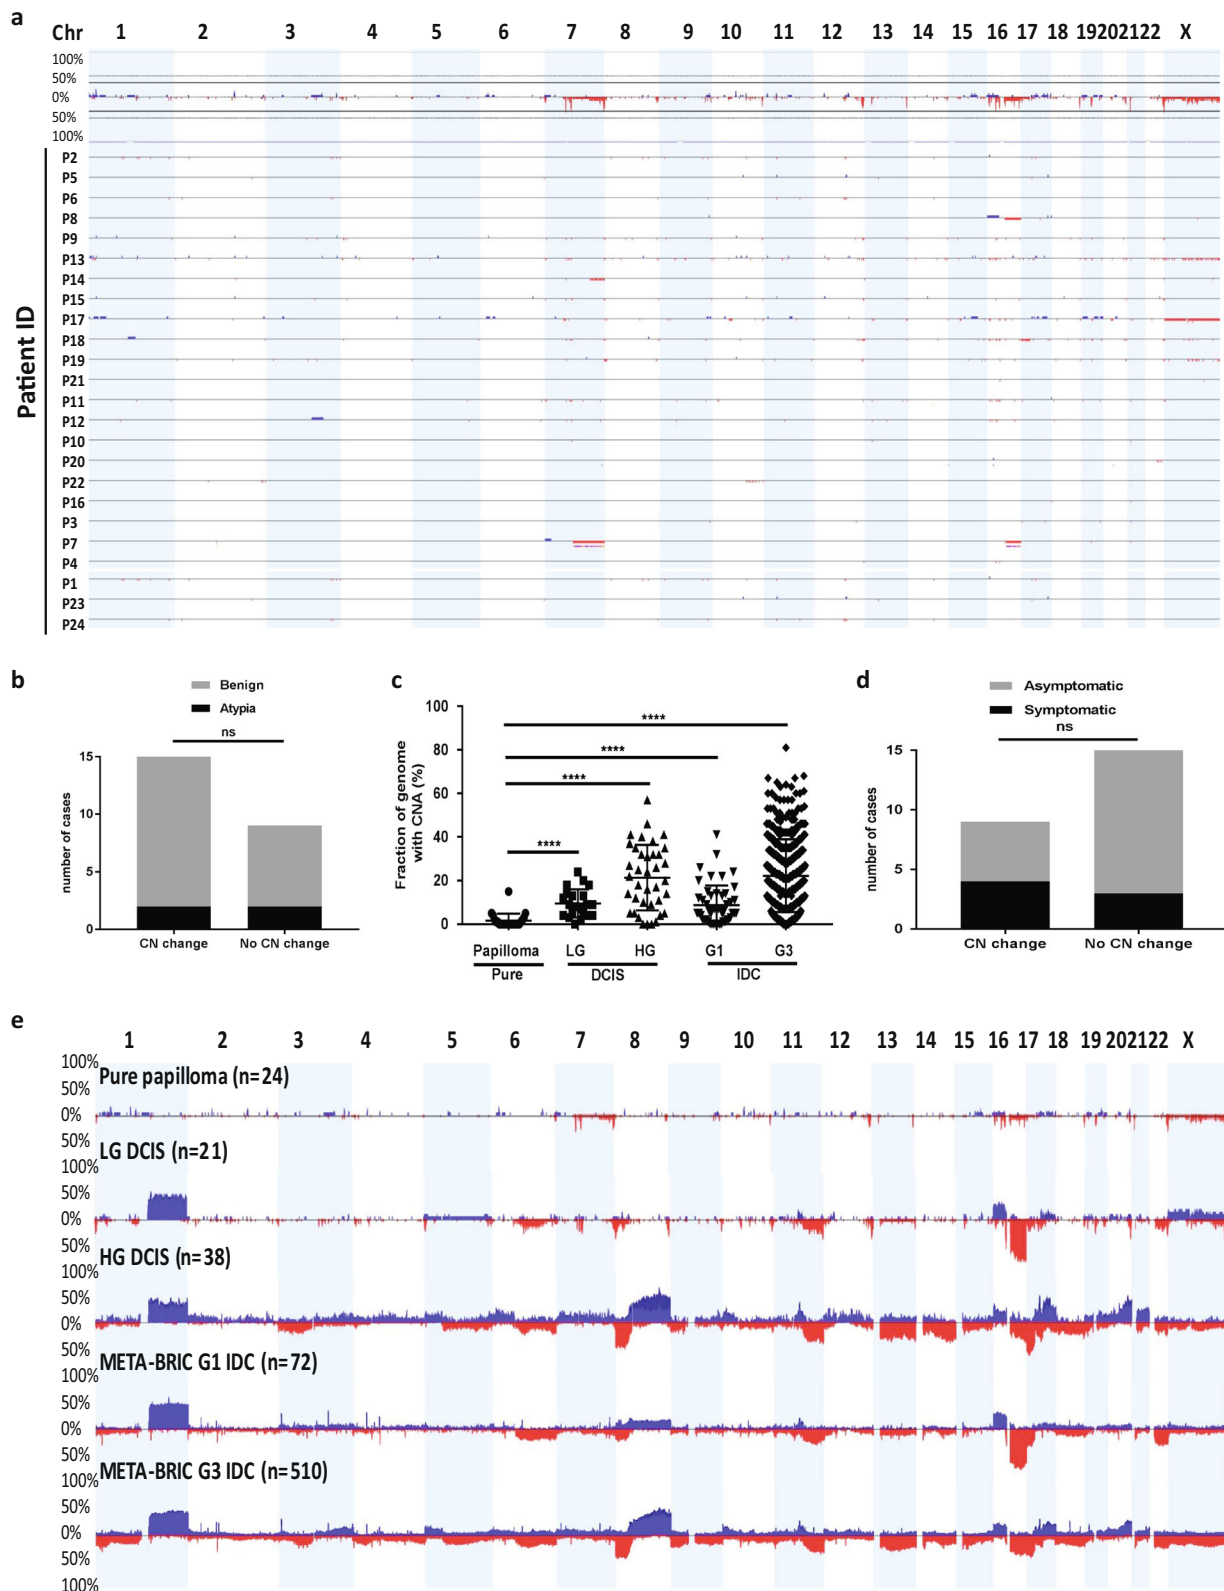 a
Chr 1 2 3 4 5 6 7 8 9 10 11 12 13 14 15 16 17 18 19 20 21 22 X
100%
50%
0%
50%
100%
Patient ID
P2
P5
P6
P8
P9
P13
P14
P15
P17
P18
P19
P21
P11
P12
P10
P20
P22
P16
P3
P7
P4
P1
P23
P24
b
Benign
Atypia
ns
number of cases
15
10
5
0
CN change No CN change
c
Fraction of genome
with CNA (%)
100
80
60
40
20
0
****
****
****
****
Papilloma LG HG G1 G3
Pure DCIS IDC
d
Asymptomatic
Symptomatic
ns
number of cases
15
10
5
0
CN change No CN change
e
1 2 3 4 5 6 7 8 9 10 11 12 13 14 15 16 17 18 19 20 21 22 X
100%
Pure papilloma (n=24)
50%
0%
50%
LG DCIS (n=21)
100%
50%
0%
50%
HG DCIS (n=38)
100%
50%
0%
50%
META-BRIC G1 IDC (n=72)
100%
50%
0%
50%
META-BRIC G3 IDC (n=510)
100%
50%
0%
50%
100%